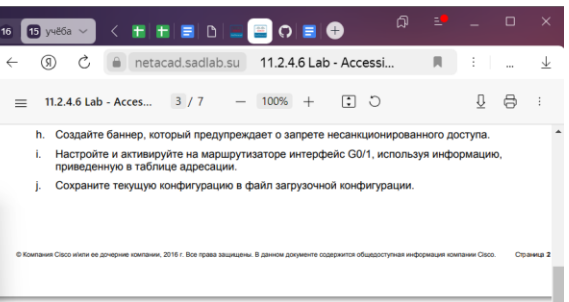 16 15 учёба
netacad.sadlab.su 11.2.4.6 Lab - Accessi...
11.2.4.6 Lab - Acces... 3 / 7 — 100% +
h. Создайте баннер, который предупреждает о запрете несанкционированного доступа.
i. Настройте и активируйте на маршрутизаторе интерфейс G0/1, используя информацию,
приведенную в таблице адресации.
j. Сохраните текущую конфигурацию в файл загрузочной конфигурации.
© Компания Cisco и/или ее дочерние компании, 2016 г. Все права защищены. В данном документе содержится общедоступная информация компании Cisco. Страница 2